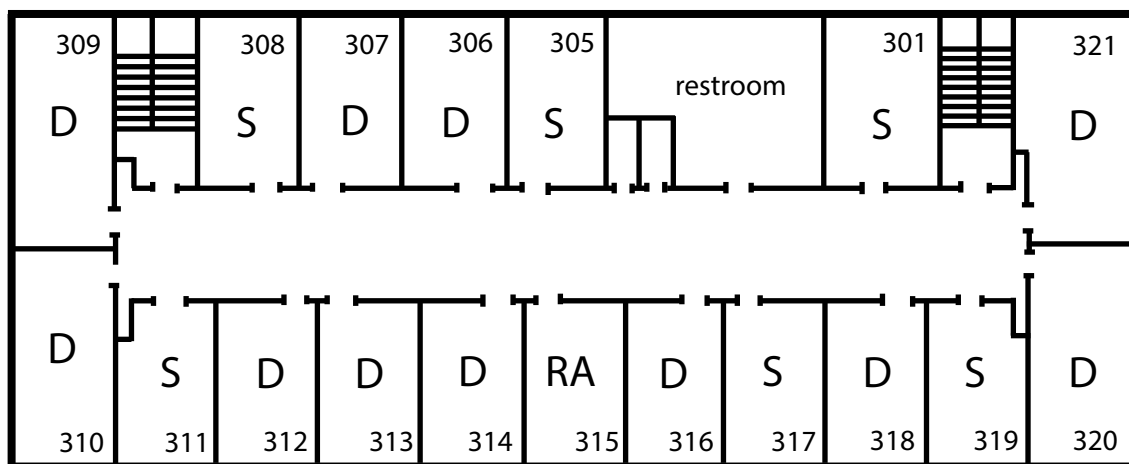 309 308 307 306 305 301 321
restroom
D S D D S S D
D S D D D RA D S D S D
310 311 312 313 314 315 316 317 318 319 320